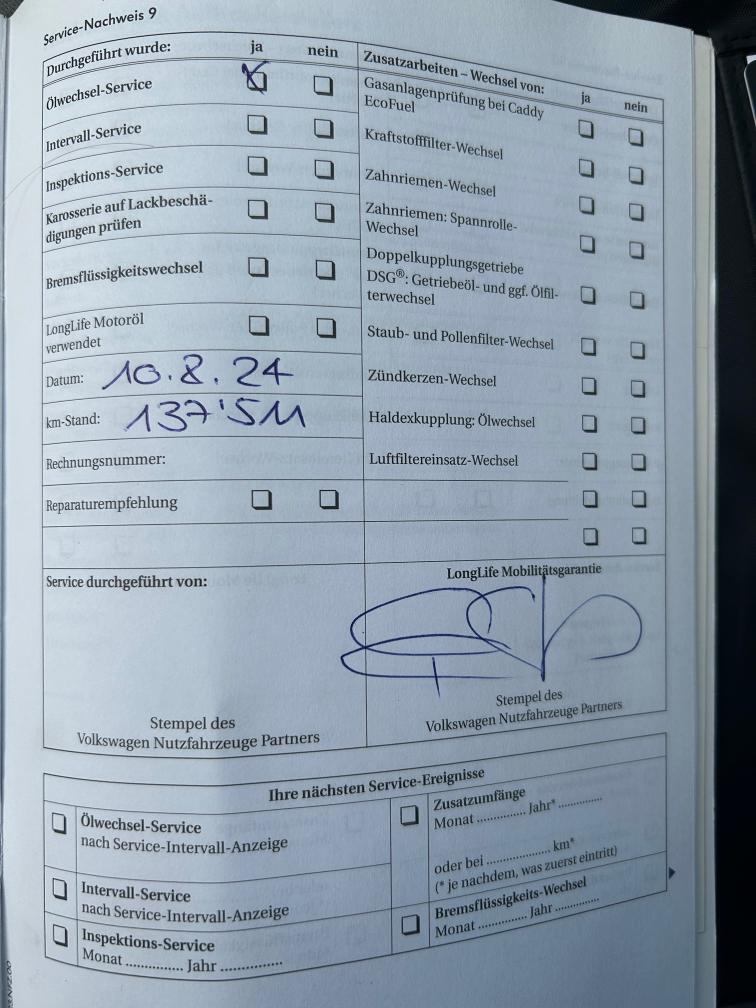 Service-Nachweis 9
Durchgeführt wurde: ja nein
Ölwechsel-Service
Intervall-Service
Inspektions-Service
Karosserie auf Lackbeschä-
digungen prüfen
Bremsflüssigkeitswechsel
LongLife Motoröl
verwendet
Datum: 10.8.24
km-Stand: 137'511
Rechnungsnummer:
Reparaturempfehlung
Zusatzarbeiten – Wechsel von: ja nein
Gasanlagenprüfung bei Caddy
EcoFuel
Kraftstofffilter-Wechsel
Zahnriemen-Wechsel
Zahnriemen: Spannrolle-
Wechsel
Doppelkupplungsgetriebe
DSG®: Getriebeöl- und ggf. Ölfil-
terwechsel
Staub- und Pollenfilter-Wechsel
Zündkerzen-Wechsel
Haldexkupplung: Ölwechsel
Luftfiltereinsatz-Wechsel
Service durchgeführt von:
Stempel des
Volkswagen Nutzfahrzeuge Partners
LongLife Mobilitätsgarantie
Stempel des
Volkswagen Nutzfahrzeuge Partners
Ihre nächsten Service-Ereignisse
Ölwechsel-Service
nach Service-Intervall-Anzeige
Intervall-Service
nach Service-Intervall-Anzeige
Inspektions-Service
Monat ............... Jahr ................
Zusatzumfänge
Monat ............. Jahr* ............
oder bei .................. km*
(* je nachdem, was zuerst eintritt)
Bremsflüssigkeits-Wechsel
Monat ............. Jahr ............